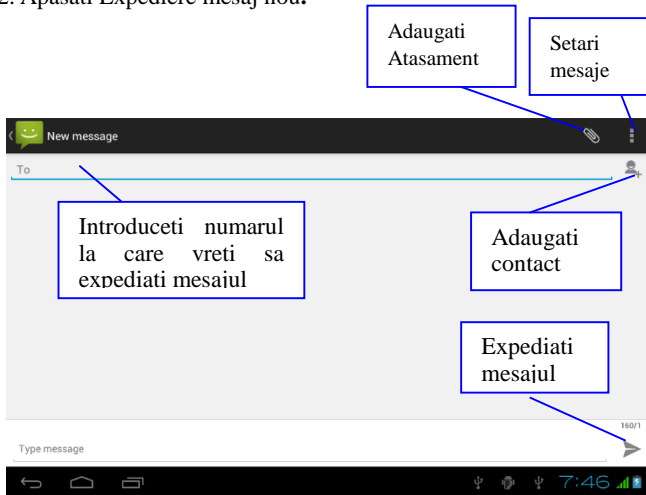 2. Apasati Expediere mesaj nou.
Adaugati
Atasament
Setari
mesaje
New message
To
Introduceti numarul
la care vreti sa
expediati mesajul
Adaugati
contact
Expediati
mesajul
160/1
Type message
7:46